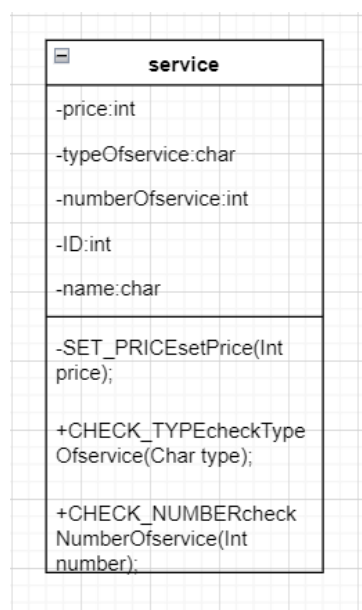 service
-price:int
-typeOfservice:char
-numberOfservice:int
-ID:int
-name:char
-SET_PRICEsetPrice(Int
price);
+CHECK_TYPEcheckType
Ofservice(Char type);
+CHECK_NUMBERcheck
NumberOfservice(Int
number);